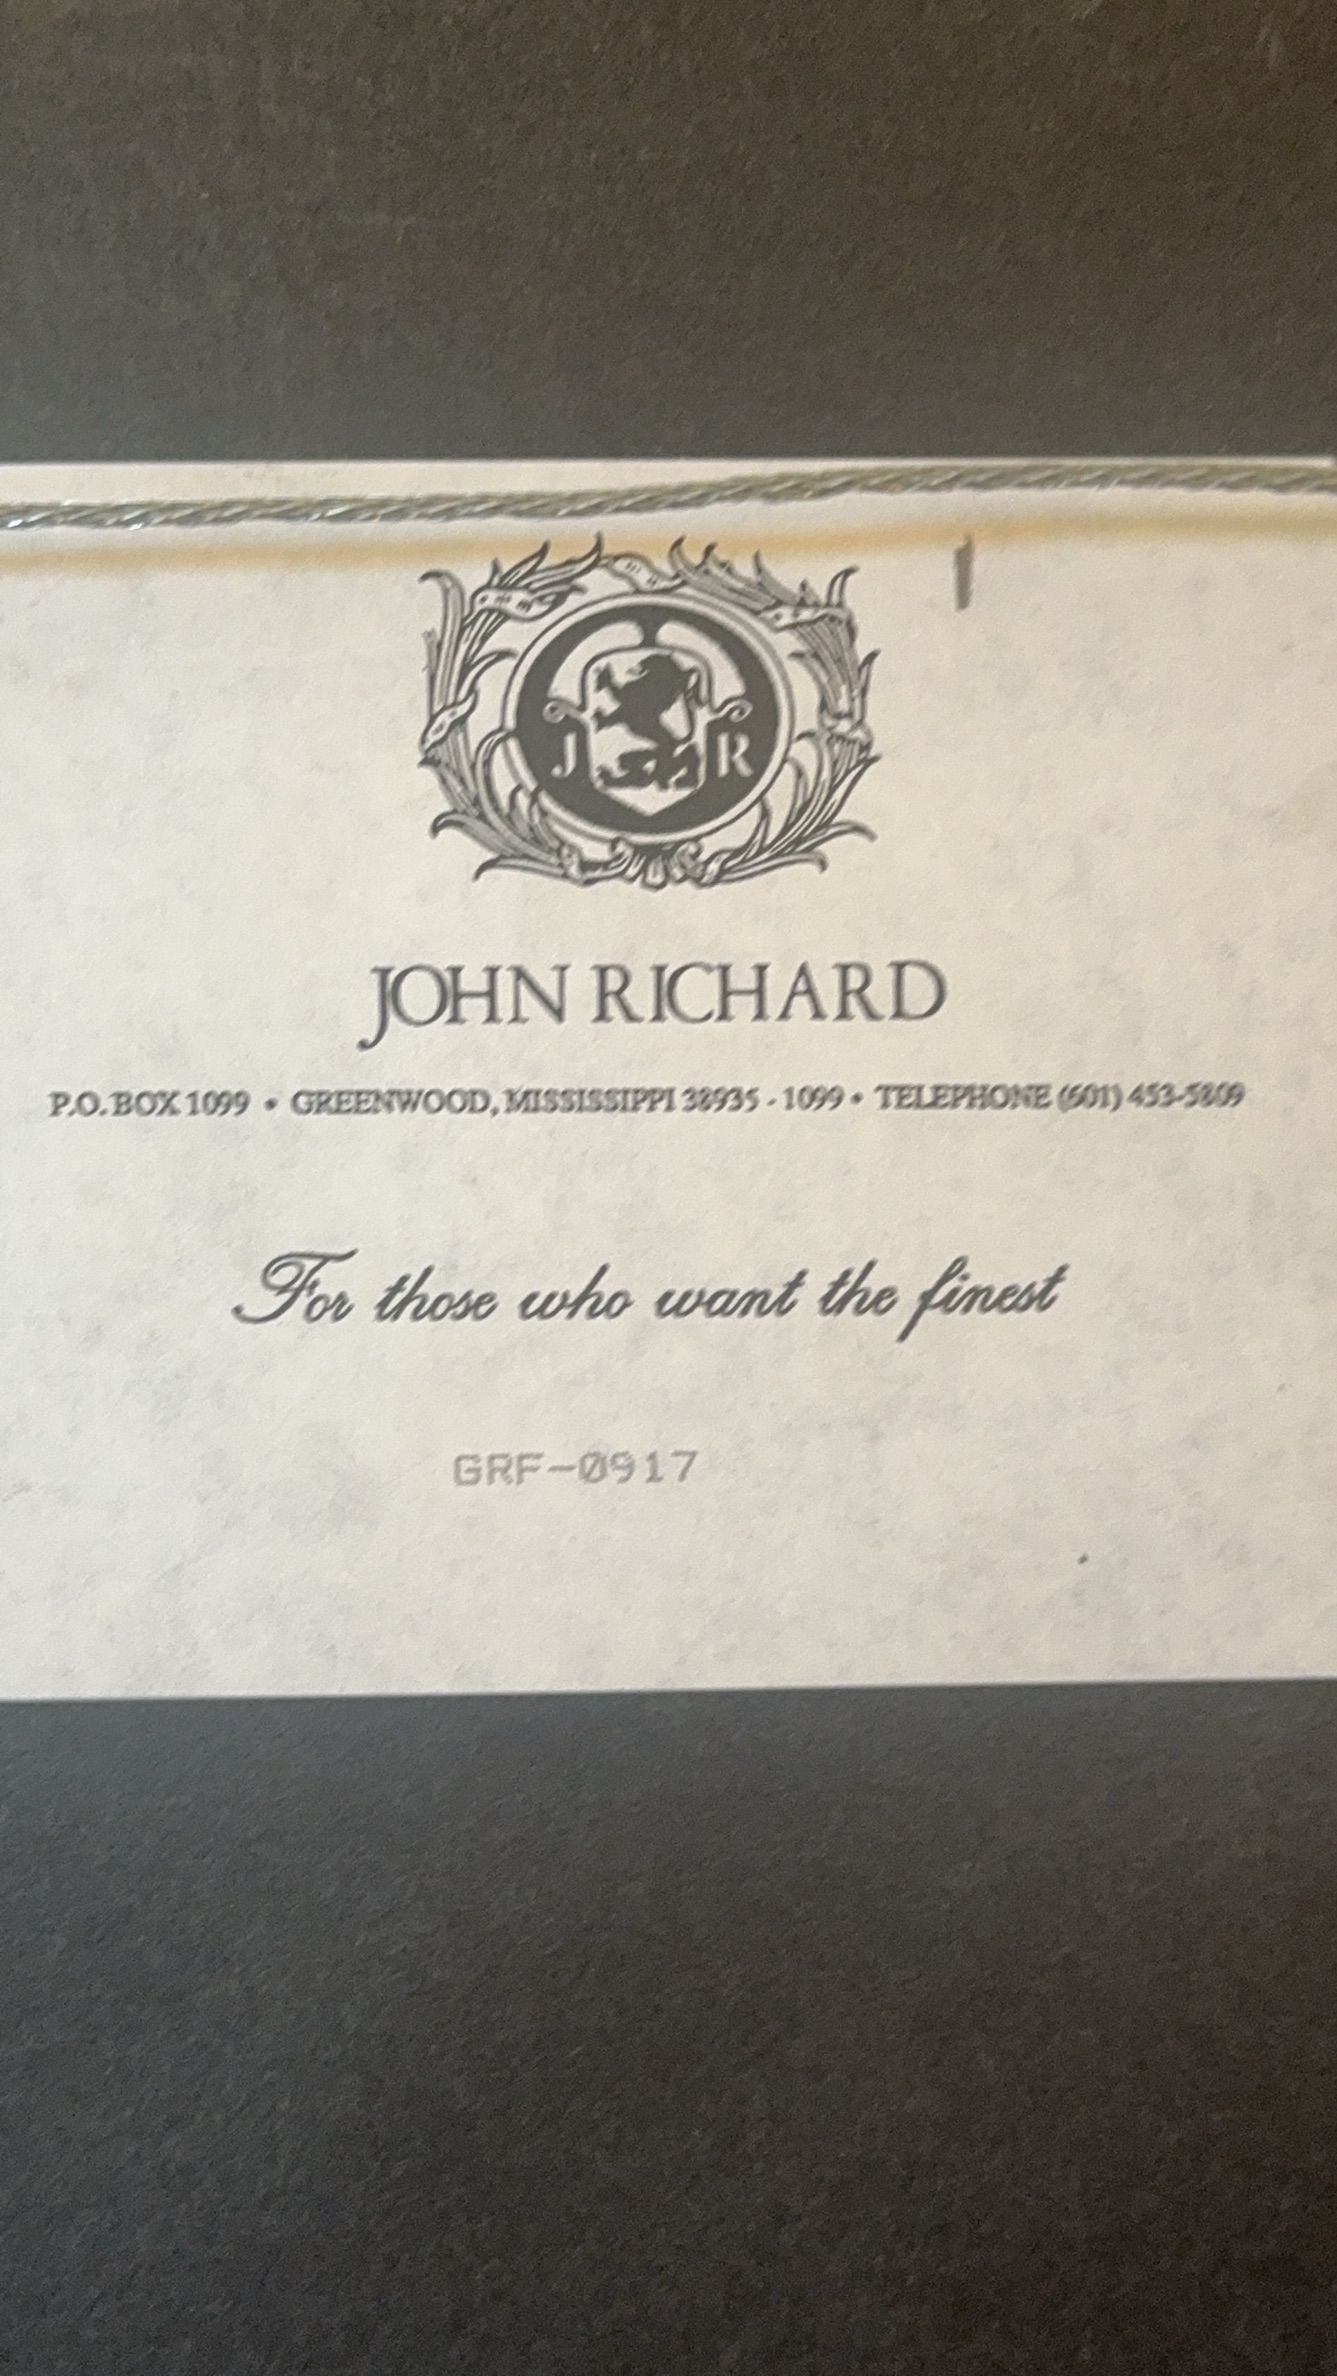 J R
JOHN RICHARD
P.O. BOX 1099 • GREENWOOD, MISSISSIPPI 38935 - 1099 • TELEPHONE (601) 453-5809
For those who want the finest
GRF-0917